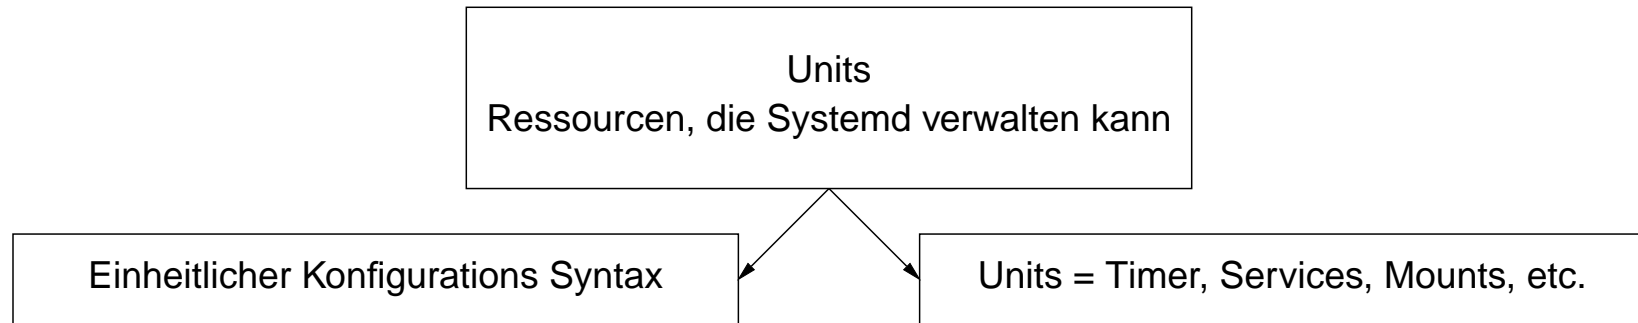 Units
Ressourcen, die Systemd verwalten kann
Einheitlicher Konfigurations Syntax
Units = Timer, Services, Mounts, etc.